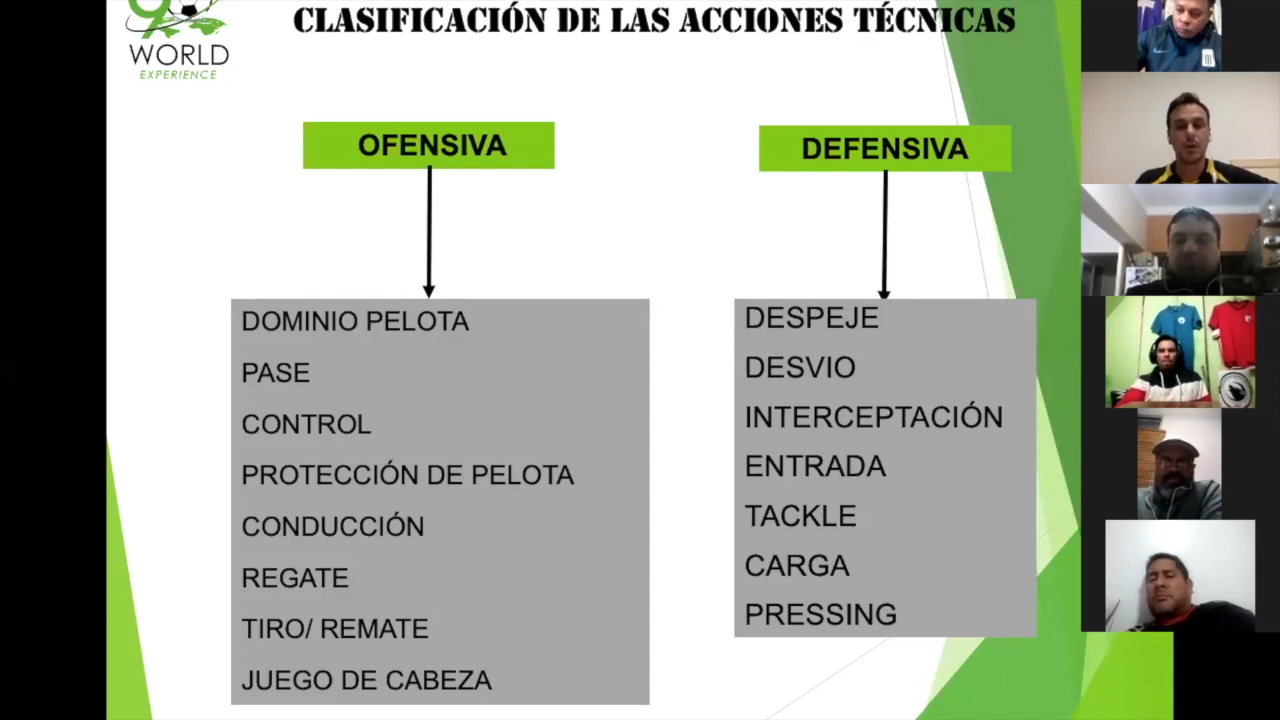 CLASIFICACIÓN DE LAS ACCIONES TÉCNICAS
WORLD
EXPERIENCE
OFENSIVA
DOMINIO PELOTA
PASE
CONTROL
PROTECCIÓN DE PELOTA
CONDUCCIÓN
REGATE
TIRO/ REMATE
JUEGO DE CABEZA
DEFENSIVA
DESPEJE
DESVIO
INTERCEPTACIÓN
ENTRADA
TACKLE
CARGA
PRESSING